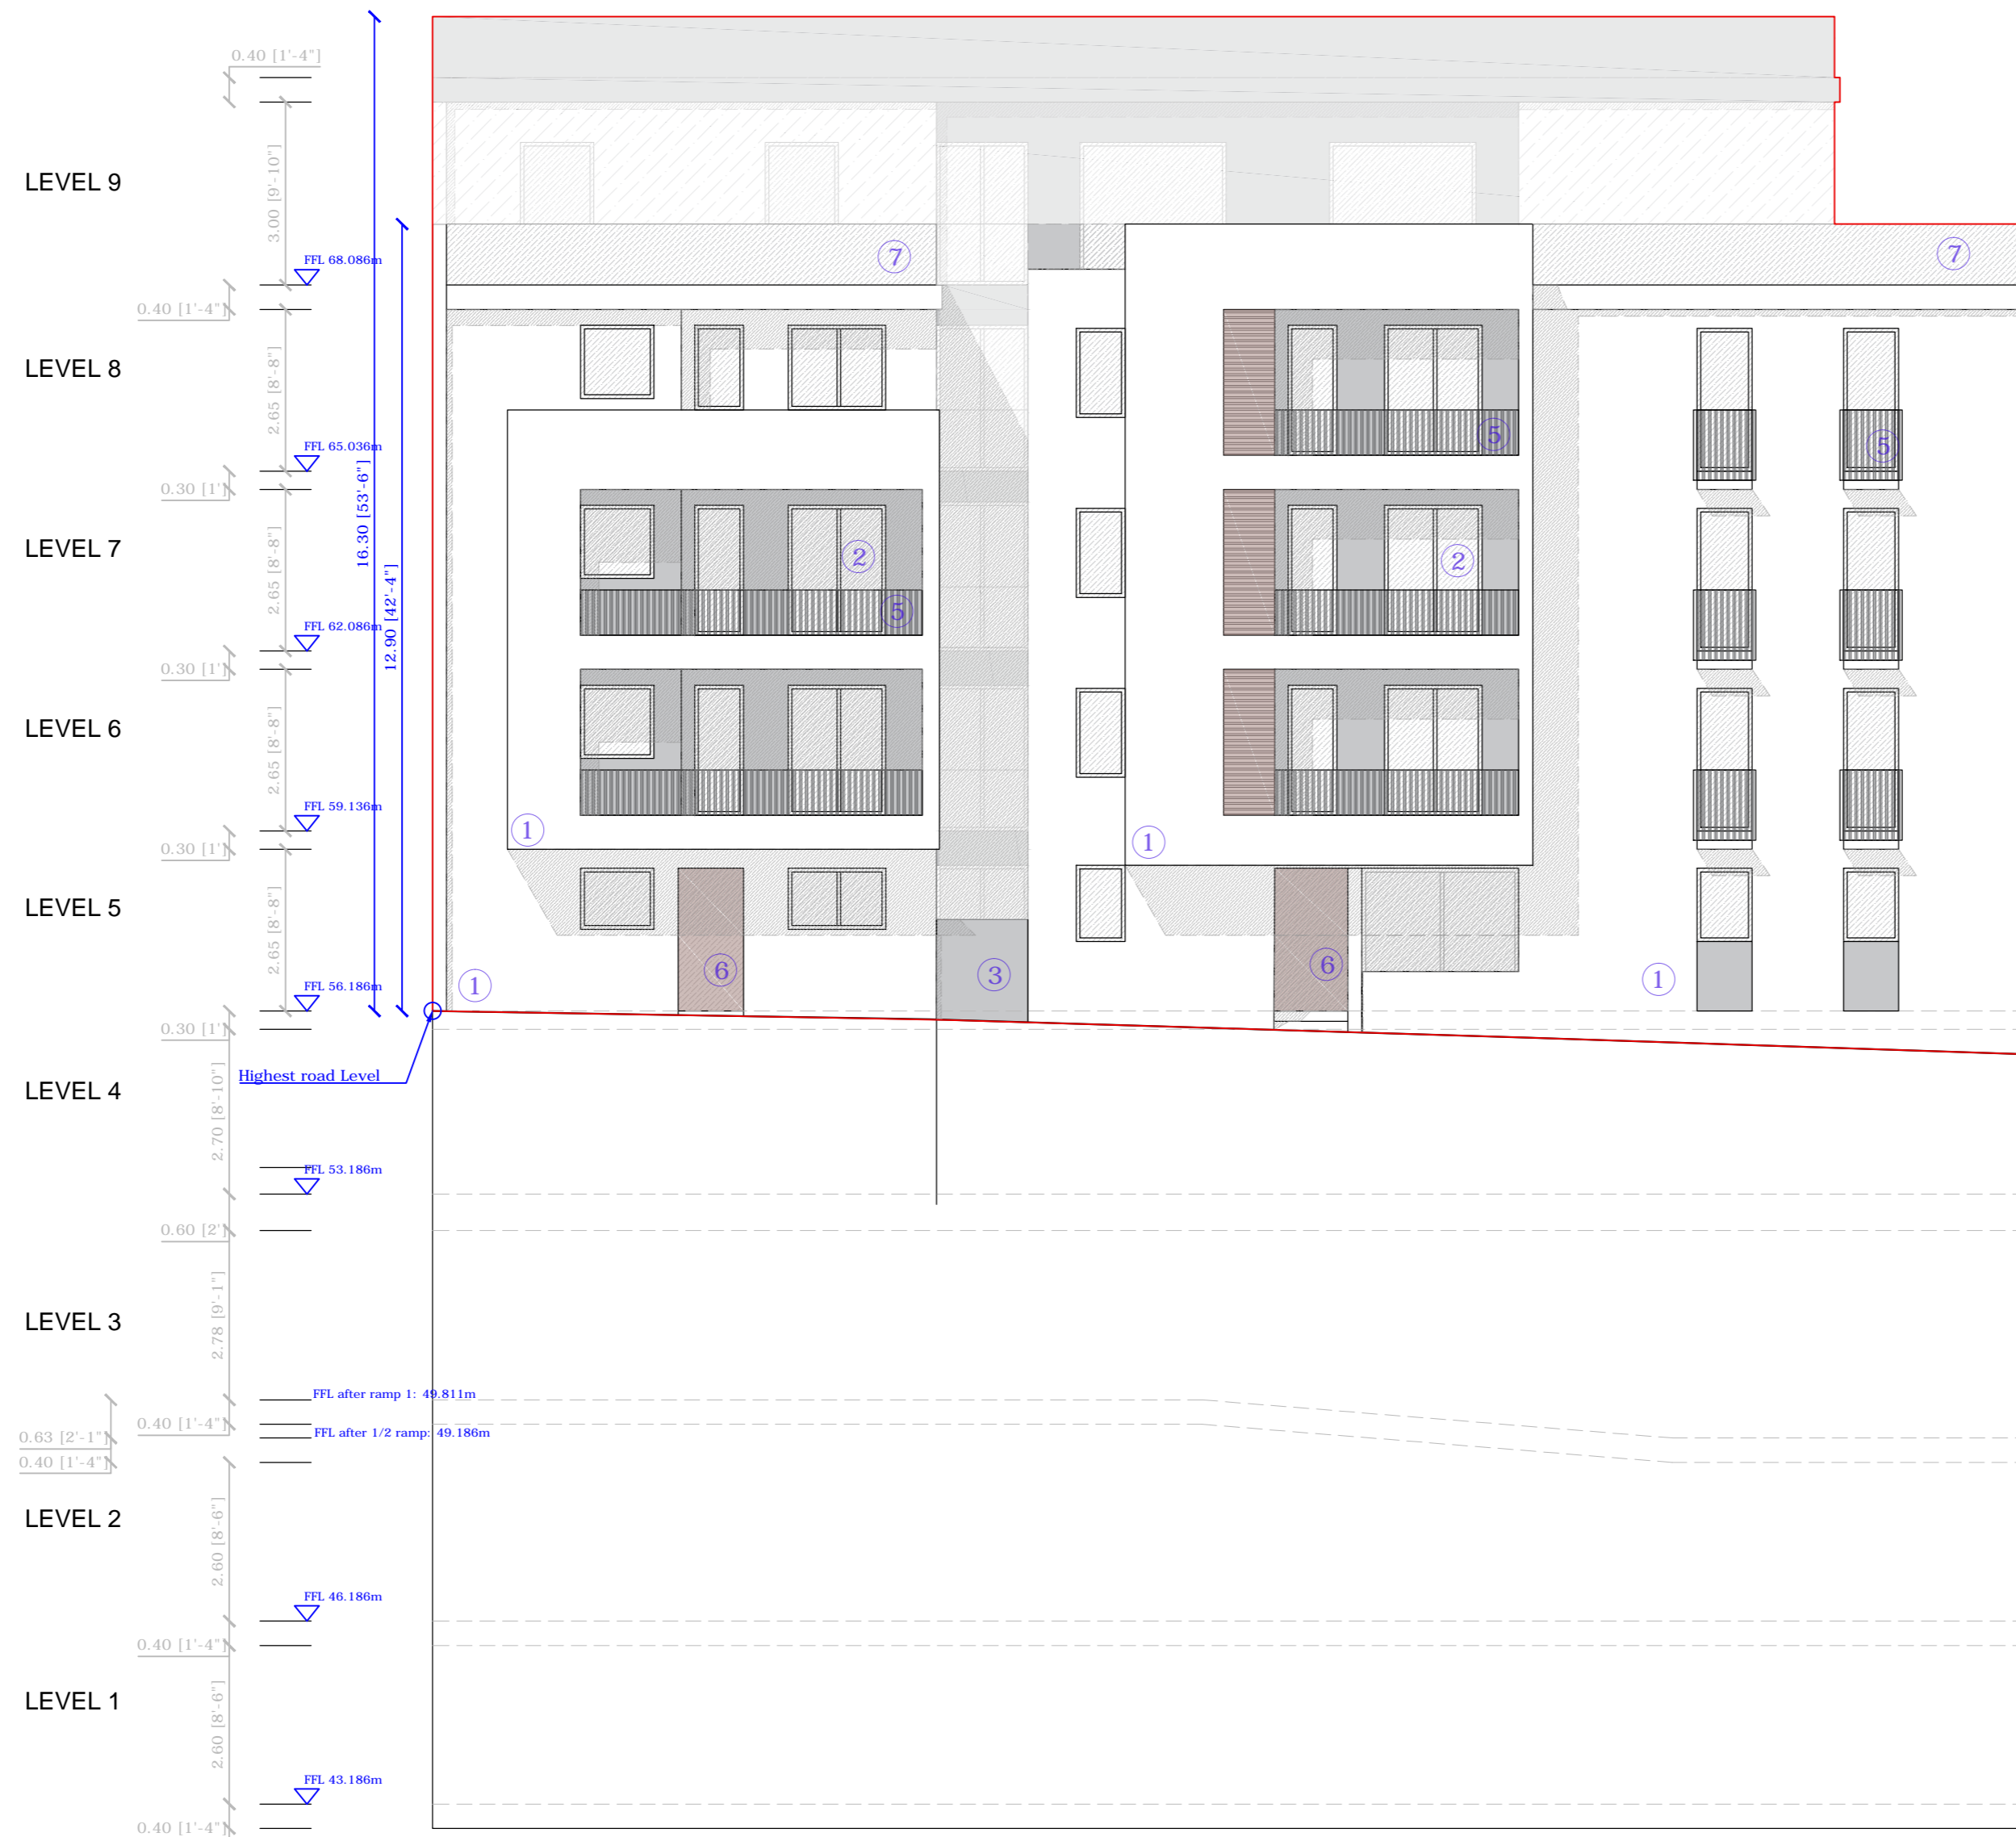 0.40 [1'-4"]
LEVEL 9
3.00 [9'-10"]
FFL 68.086m
7
7
0.40 [1'-4"]
LEVEL 8
2.65 [8'-8"]
5
5
FFL 65.036m
0.30 [1']
16.30 [53'-6"]
12.90 [42'-4"]
LEVEL 7
2.65 [8'-8"]
2
2
5
FFL 62.086m
0.30 [1']
LEVEL 6
2.65 [8'-8"]
FFL 59.136m
1
1
0.30 [1']
LEVEL 5
2.65 [8'-8"]
6
3
6
1
1
FFL 56.186m
0.30 [1']
Highest road Level
LEVEL 4
2.70 [8'-10"]
FFL 53.186m
0.60 [2']
LEVEL 3
2.78 [9'-1"]
FFL after ramp 1: 49.811m
0.40 [1'-4"]
FFL after 1/2 ramp: 49.186m
0.63 [2'-1"]
0.40 [1'-4"]
LEVEL 2
2.60 [8'-6"]
FFL 46.186m
0.40 [1'-4"]
LEVEL 1
2.60 [8'-6"]
FFL 43.186m
0.40 [1'-4"]